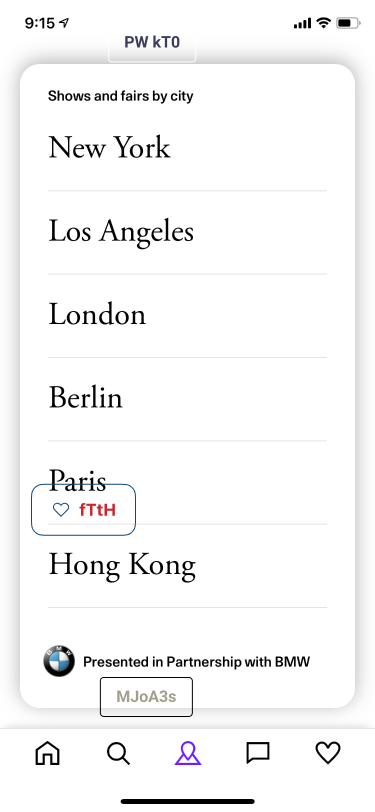 9:15
PW kT0
Shows and fairs by city
New York
Los Angeles
London
Berlin
Paris
fTtH
Hong Kong
BMW
Presented in Partnership with BMW
MJoA3s